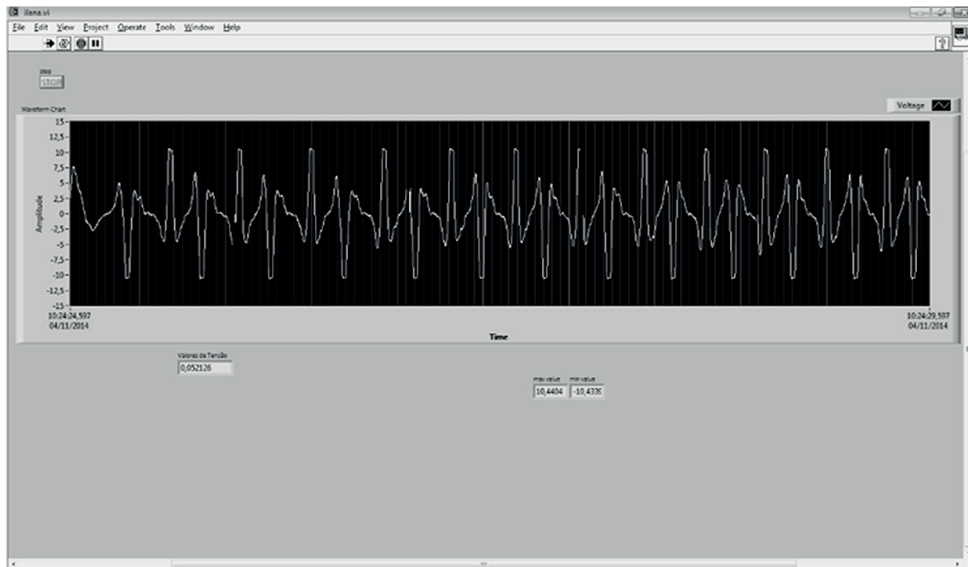 ilana.vi
File Edit View Project Operate Tools Window Help
stop
STOP
Waveform Chart
Voltage
Amplitude
15
12,5
10
7,5
5
2,5
0
-2,5
-5
-7,5
-10
-12,5
-15
10:24:24,597
04/11/2014
10:24:29,597
04/11/2014
Time
Valores de Tensão
0,052126
max value min value
10,4404 -10,4339